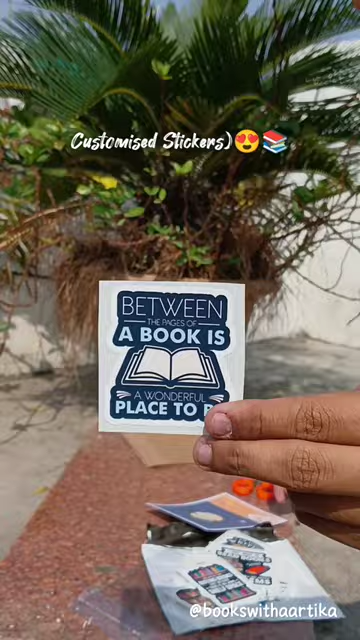 Customised Stickers)😍📚
BETWEEN
THE PAGES OF
A BOOK IS
A WONDERFUL
PLACE TO B
@bookswithaartika